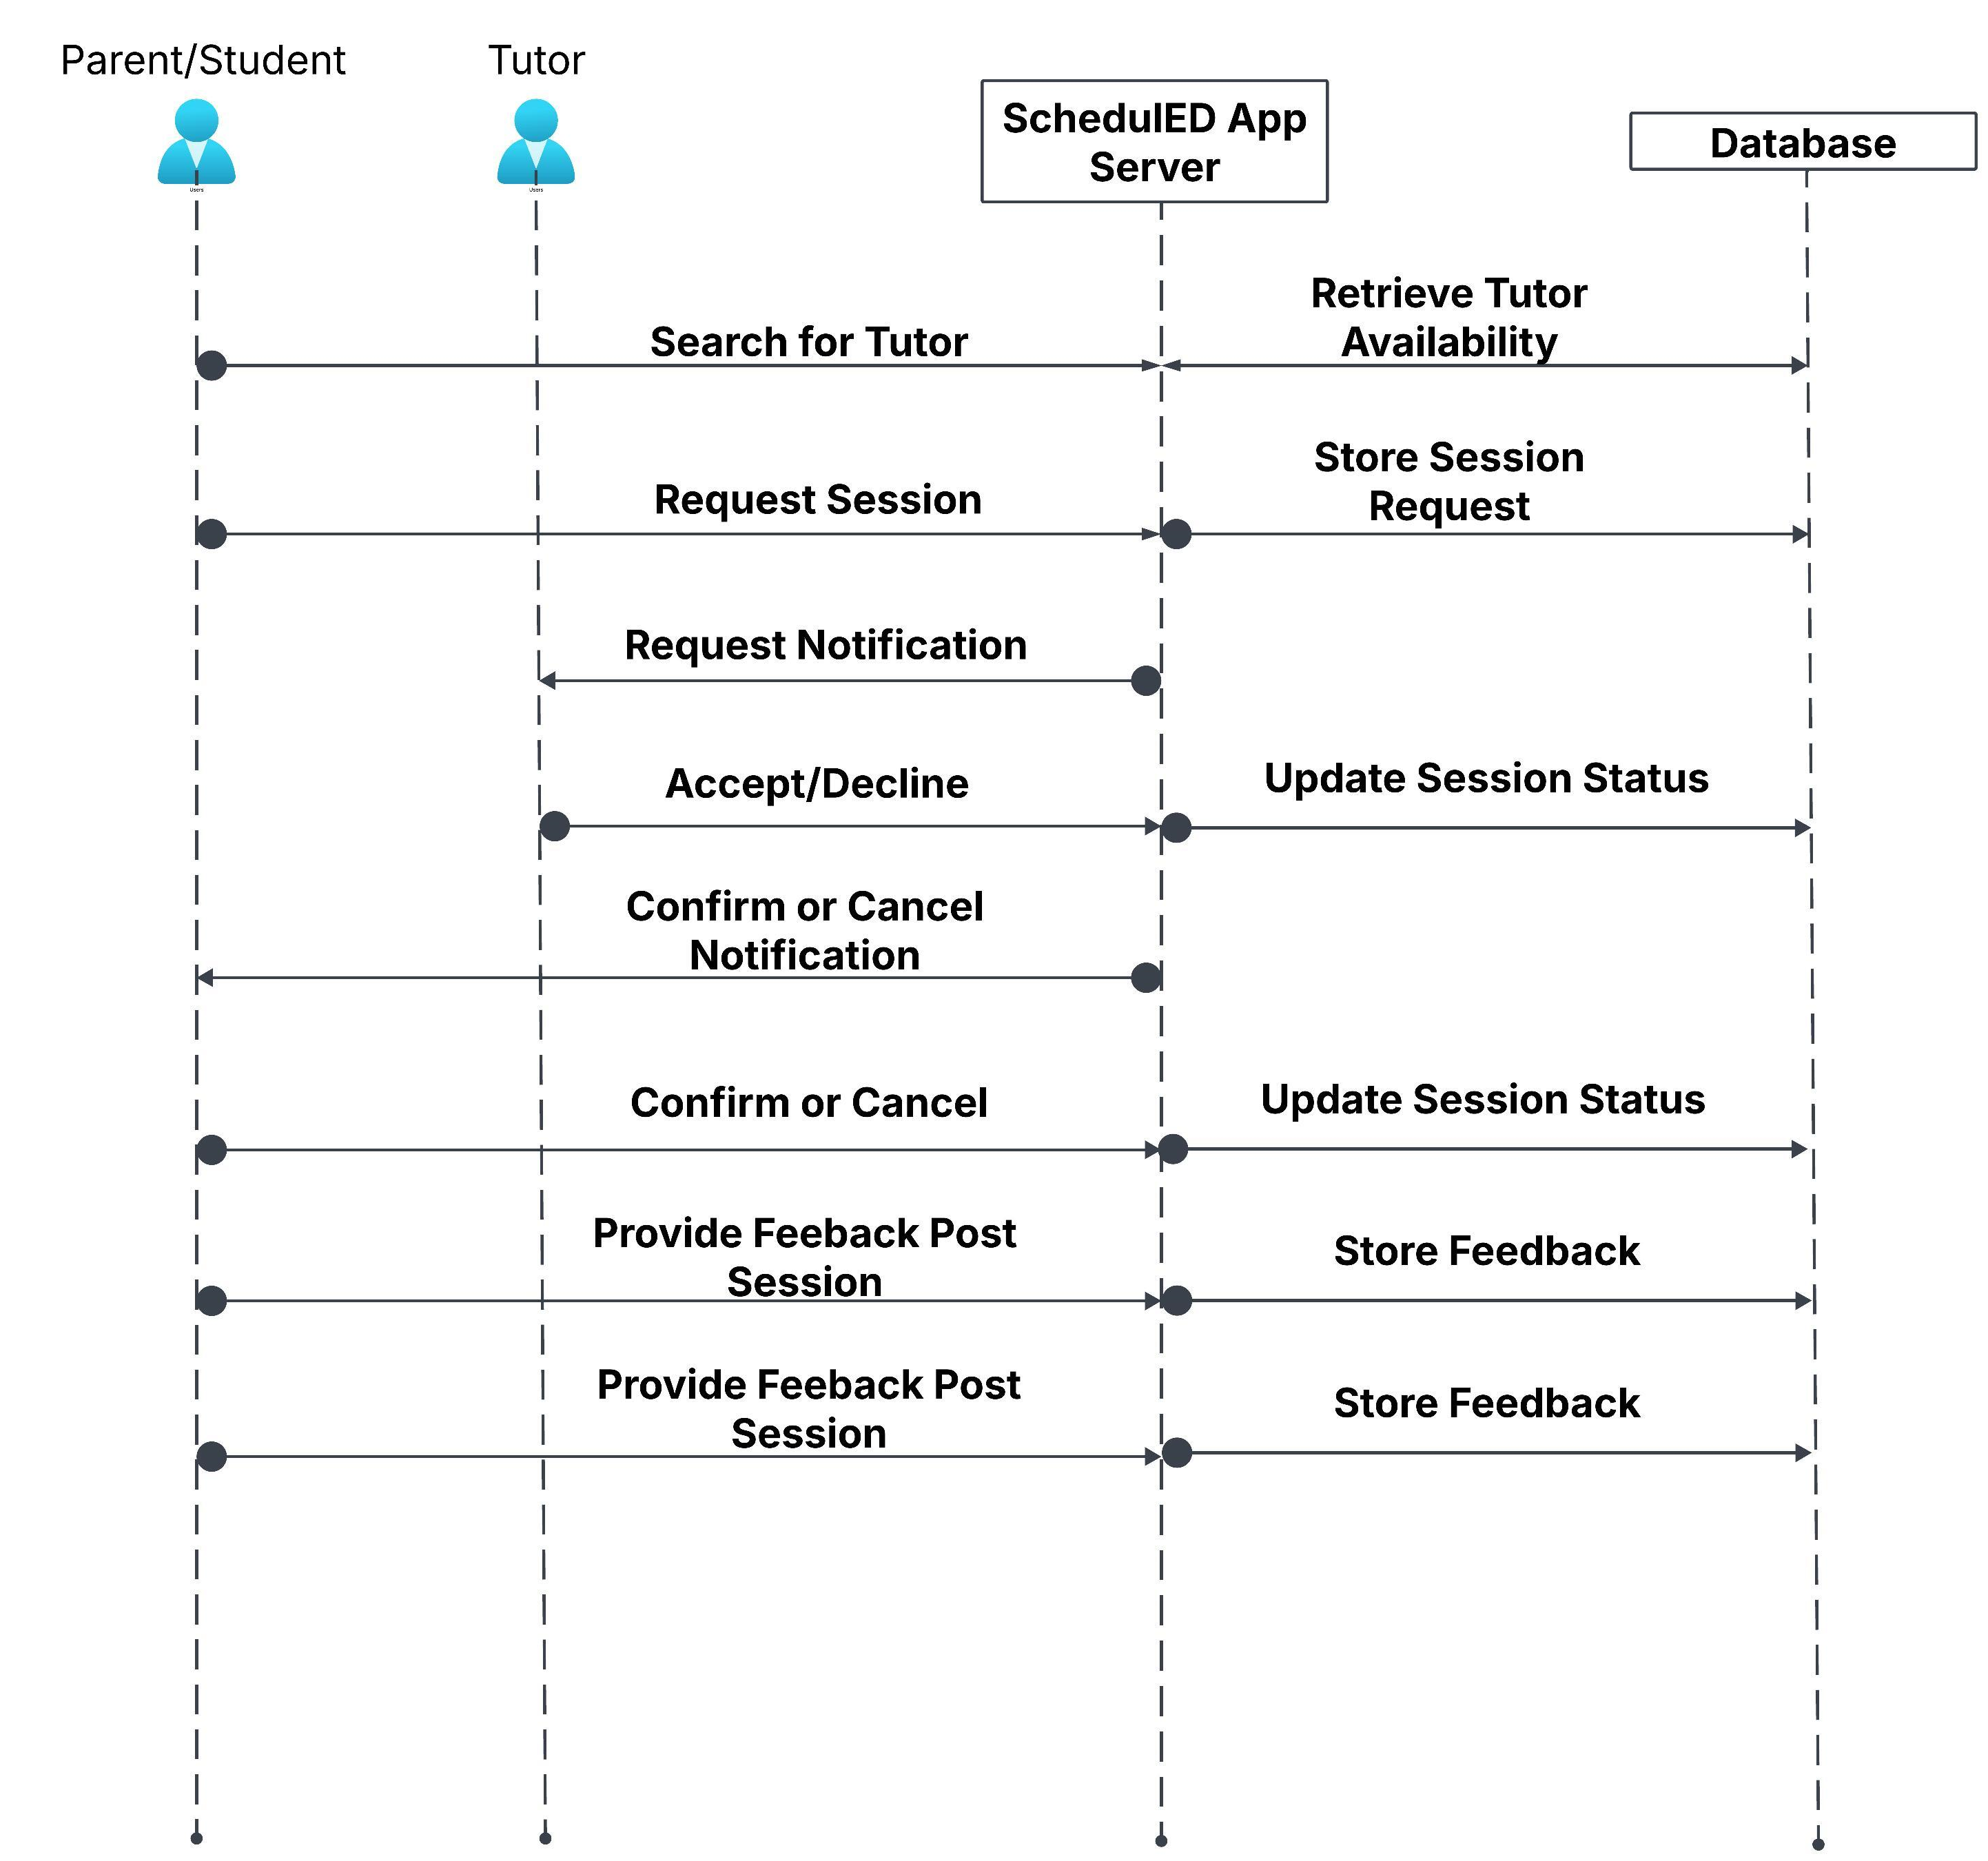 Parent/Student
Tutor
SchedulED App
Server
Database
Users
Users
Retrieve Tutor
Availability
Search for Tutor
Store Session
Request
Request Session
Request Notification
Accept/Decline
Update Session Status
Confirm or Cancel
Notification
Confirm or Cancel
Update Session Status
Provide Feeback Post
Session
Store Feedback
Provide Feeback Post
Session
Store Feedback